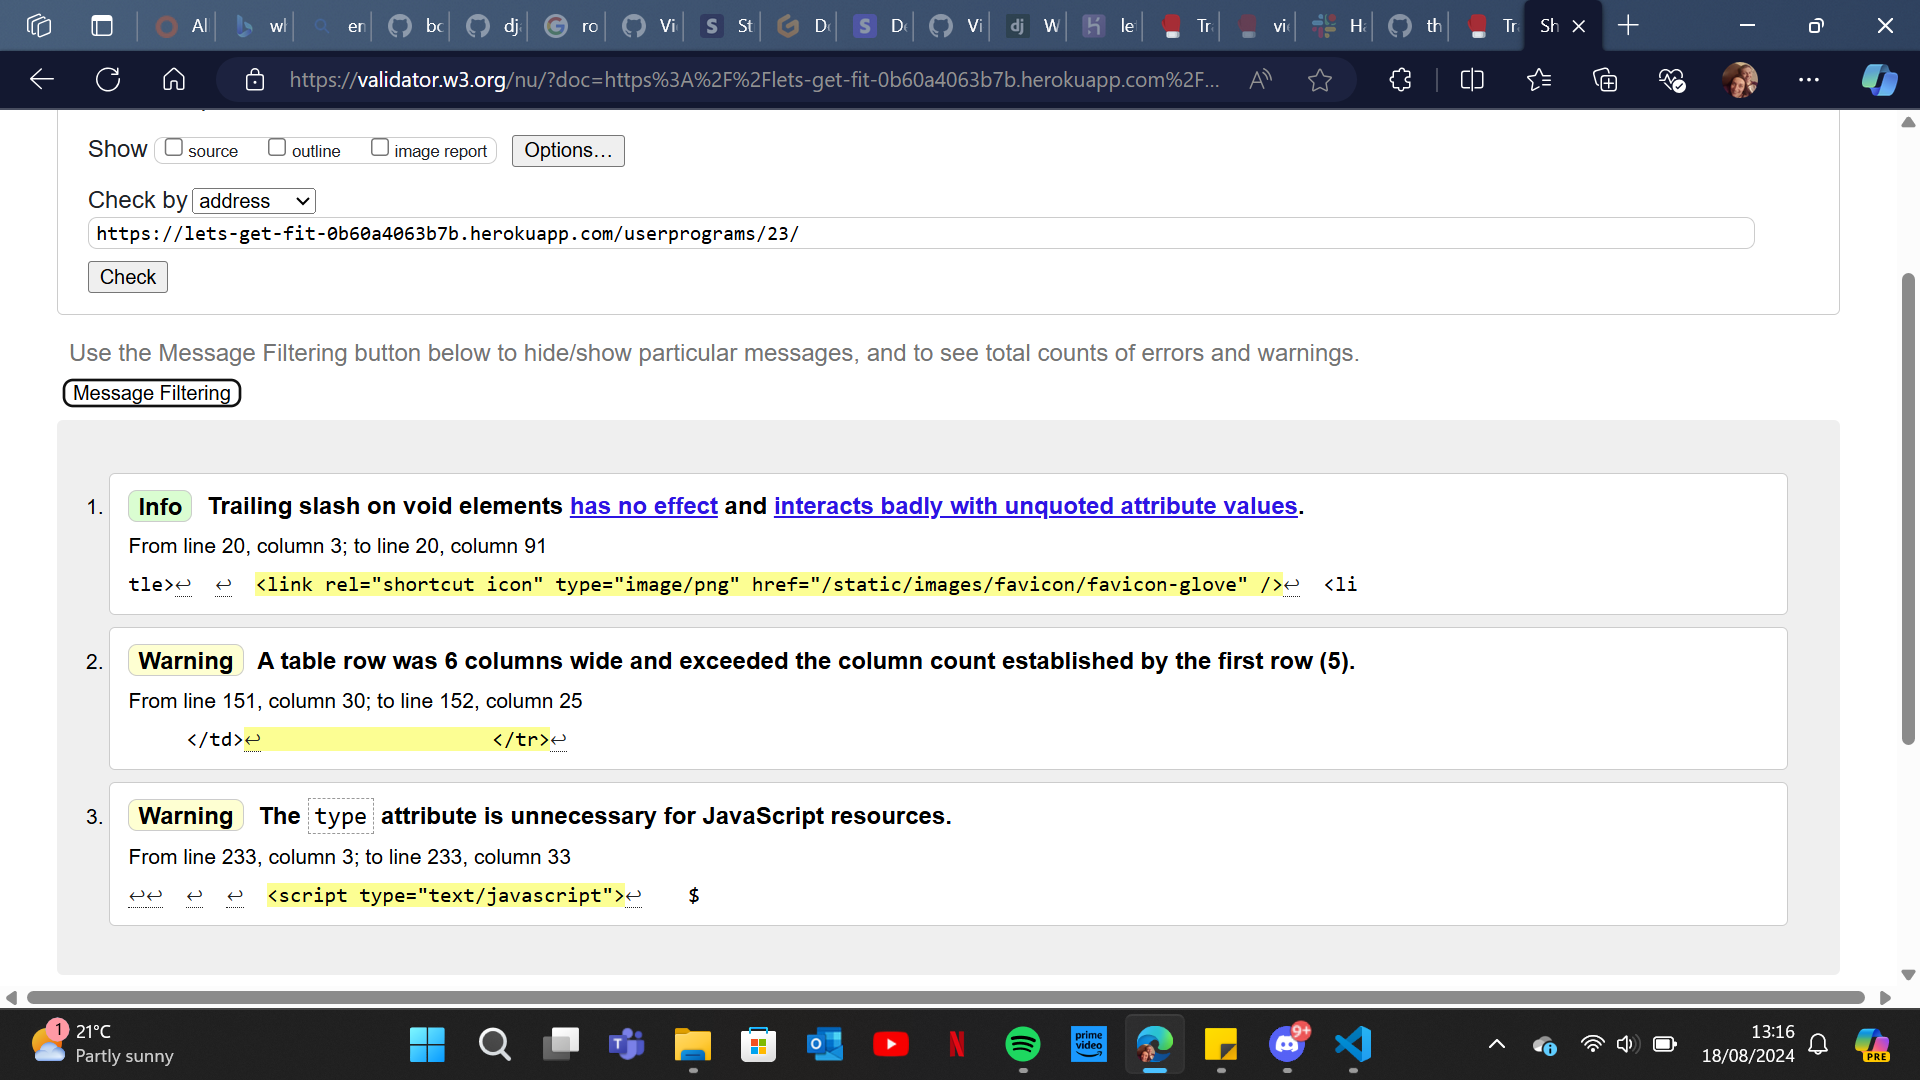 Al
wl
en
bc
dj
ro
Vi
St
De
De
Vi
W
le
Tr
vi
Ha
th
Tr
Sh
https://validator.w3.org/nu/?doc=https%3A%2F%2Flets-get-fit-0b60a4063b7b.herokuapp.com%2F...
Show source outline image report Options...
Check by address
https://lets-get-fit-0b60a4063b7b.herokuapp.com/userprograms/23/
Check
Use the Message Filtering button below to hide/show particular messages, and to see total counts of errors and warnings.
Message Filtering
1. Info Trailing slash on void elements has no effect and interacts badly with unquoted attribute values.
From line 20, column 3; to line 20, column 91
tle>↩ ↩ <link rel="shortcut icon" type="image/png" href="/static/images/favicon/favicon-glove" />↩ <li
2. Warning A table row was 6 columns wide and exceeded the column count established by the first row (5).
From line 151, column 30; to line 152, column 25
</td>↩ </tr>↩
3. Warning The type attribute is unnecessary for JavaScript resources.
From line 233, column 3; to line 233, column 33
↩↩ ↩ ↩ <script type="text/javascript">↩ $
1 21°C
Partly sunny
prime video
9+
13:16
18/08/2024
PRE